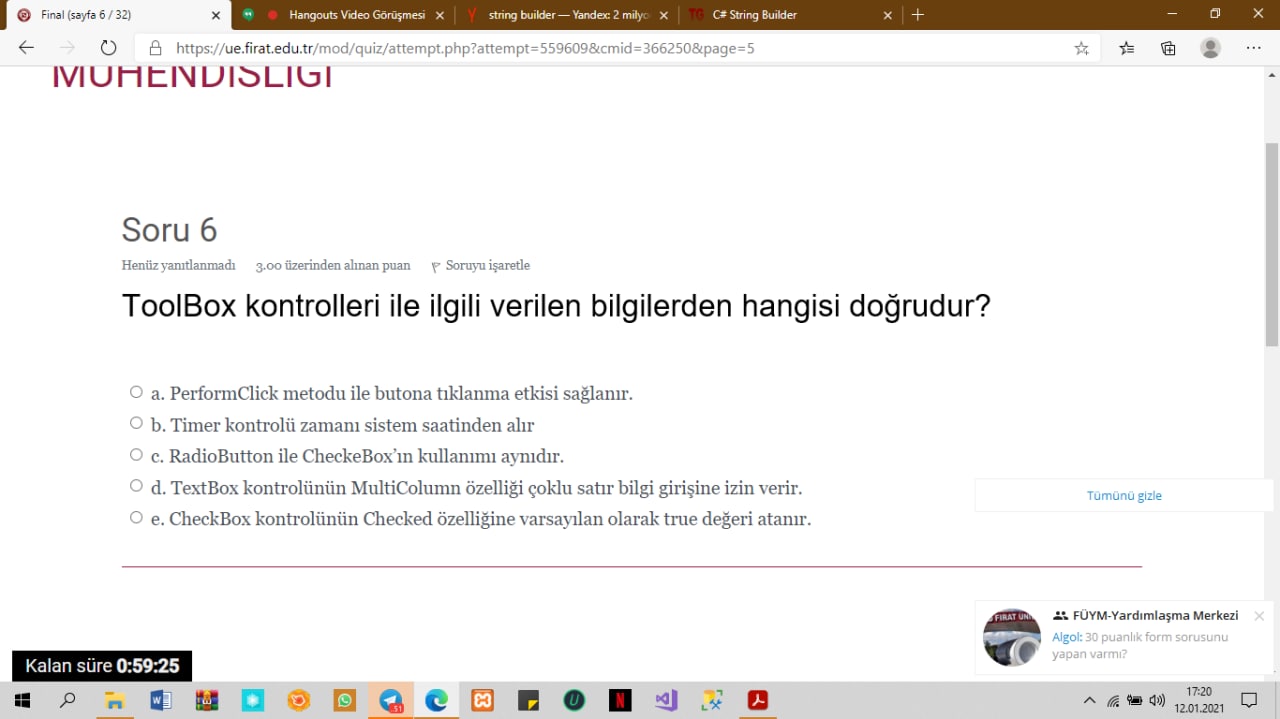 Final (sayfa 6 / 32)
Hangouts Video Görüşmesi
string builder — Yandex: 2 milyo
TG C# String Builder
https://ue.firat.edu.tr/mod/quiz/attempt.php?attempt=559609&cmid=366250&page=5
MÜHENDİSLİĞİ
Soru 6
Henüz yanıtlanmadı 3.00 üzerinden alınan puan Soruyu işaretle
ToolBox kontrolleri ile ilgili verilen bilgilerden hangisi doğrudur?
a. PerformClick metodu ile butona tıklanma etkisi sağlanır.
b. Timer kontrolü zamanı sistem saatinden alır
c. RadioButton ile CheckeBox’ın kullanımı aynıdır.
d. TextBox kontrolünün MultiColumn özelliği çoklu satır bilgi girişine izin verir.
e. CheckBox kontrolünün Checked özelliğine varsayılan olarak true değeri atanır.
Tümünü gizle
FÜYM-Yardımlaşma Merkezi
Algol: 30 puanlık form sorusunu
yapan varmı?
Kalan süre 0:59:25
17:20
12.01.2021